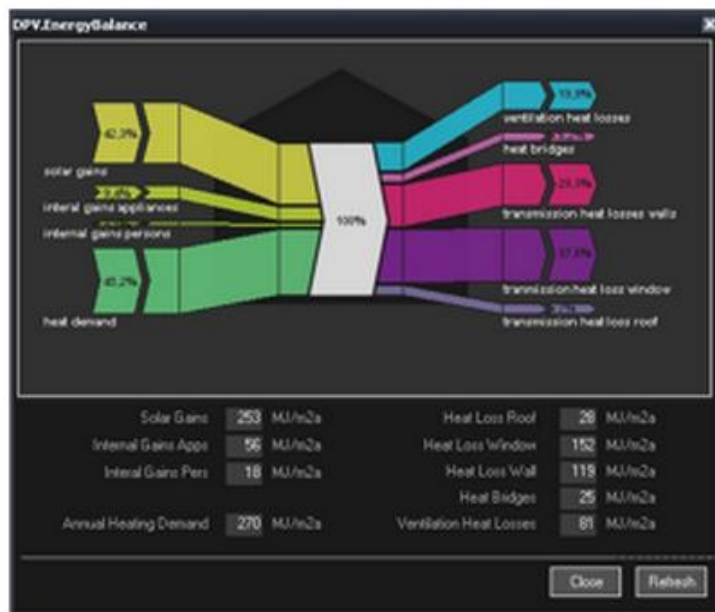 DPV.EnergyBalance
42,3%
solar gains
interal gains appliances
internal gains persons
heat demand
100%
ventilation heat losses
heat bridges
transmission heat losses walls
tranmission heat loss window
transmission heat loss roof
Solar Gains 253 MJ/m2a
Internal Gains Apps 56 MJ/m2a
Interal Gains Pers 18 MJ/m2a
Annual Heating Demand 270 MJ/m2a
Heat Loss Roof 28 MJ/m2a
Heat Loss Window 152 MJ/m2a
Heat Loss Wall 119 MJ/m2a
Heat Bridges 25 MJ/m2a
Ventilation Heat Losses 81 MJ/m2a
Close
Refresh